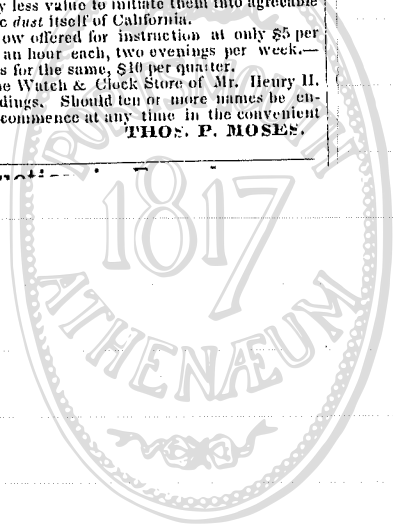 y less value to initiate them into agreeable
c dust itself of California.
ow offered for instruction at only $5 per
an hour each, two evenings per week.—
s for the same, $10 per quarter.
he Watch & Clock Store of Mr. Henry H.
dings. Should ten or more names be en-
commence at any time in the convenient
THOS. P. MOSES.
PORTSMOUTH
1817
ATHENÆUM